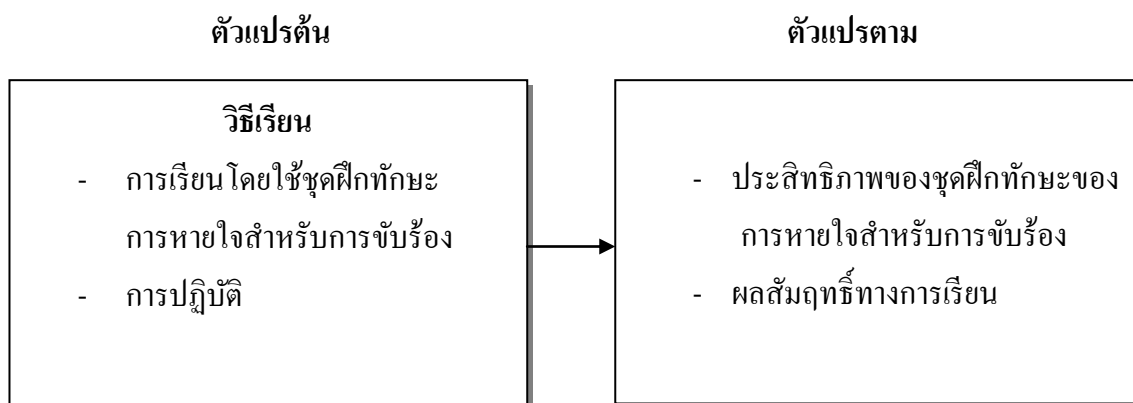 ตัวแปรต้น
ตัวแปรตาม
วิธีเรียน
- การเรียนโดยใช้ชุดฝึกทักษะ
การหายใจสำหรับการขับร้อง
- การปฏิบัติ
- ประสิทธิภาพของชุดฝึกทักษะของ
การหายใจสำหรับการขับร้อง
- ผลสัมฤทธิ์ทางการเรียน